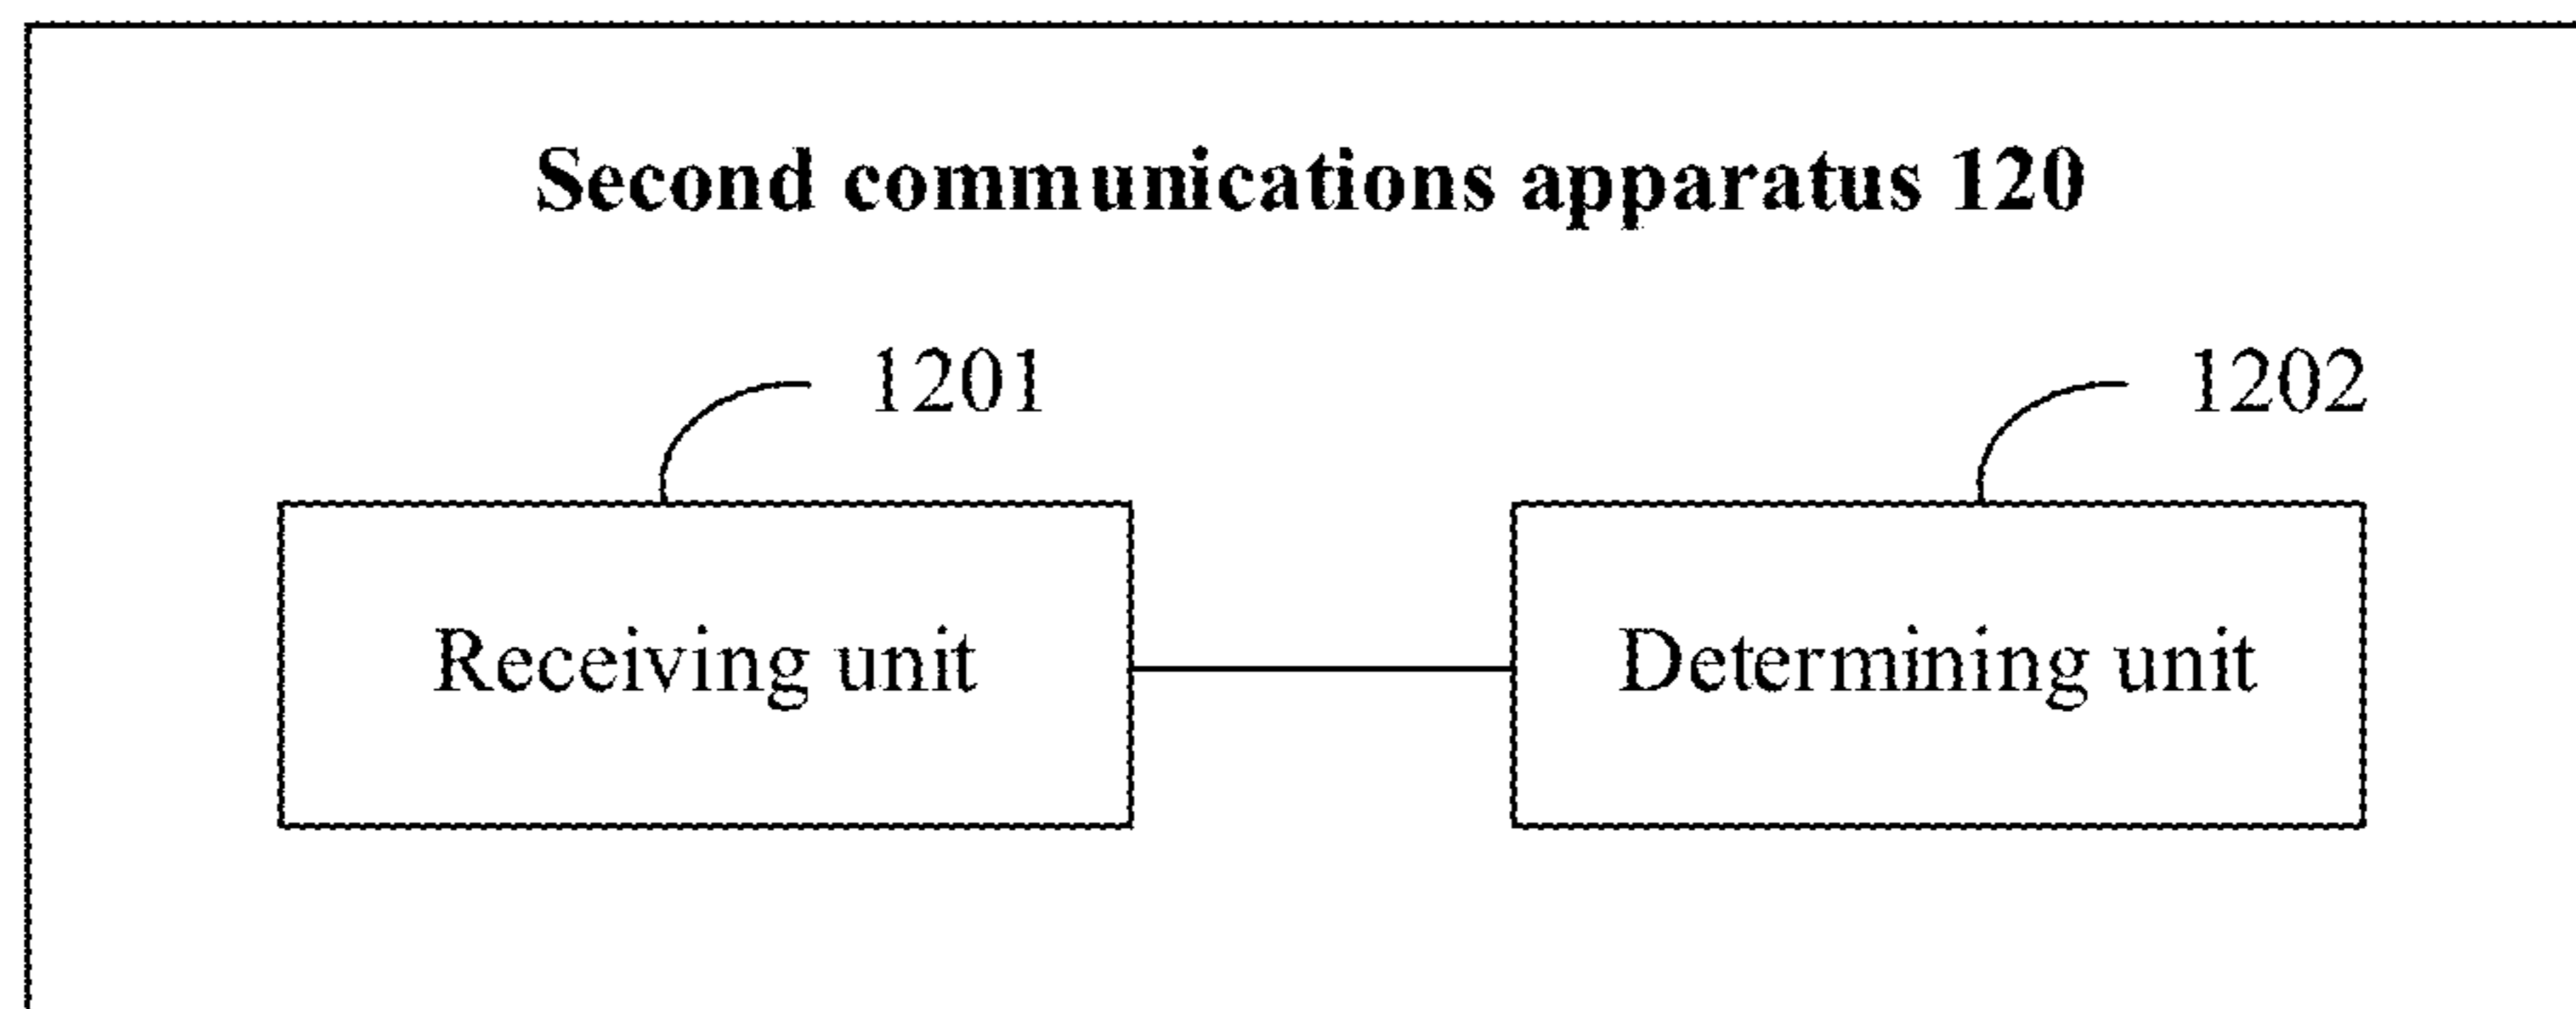 Second communications apparatus 120
1201
1202
Receiving unit
Determining unit